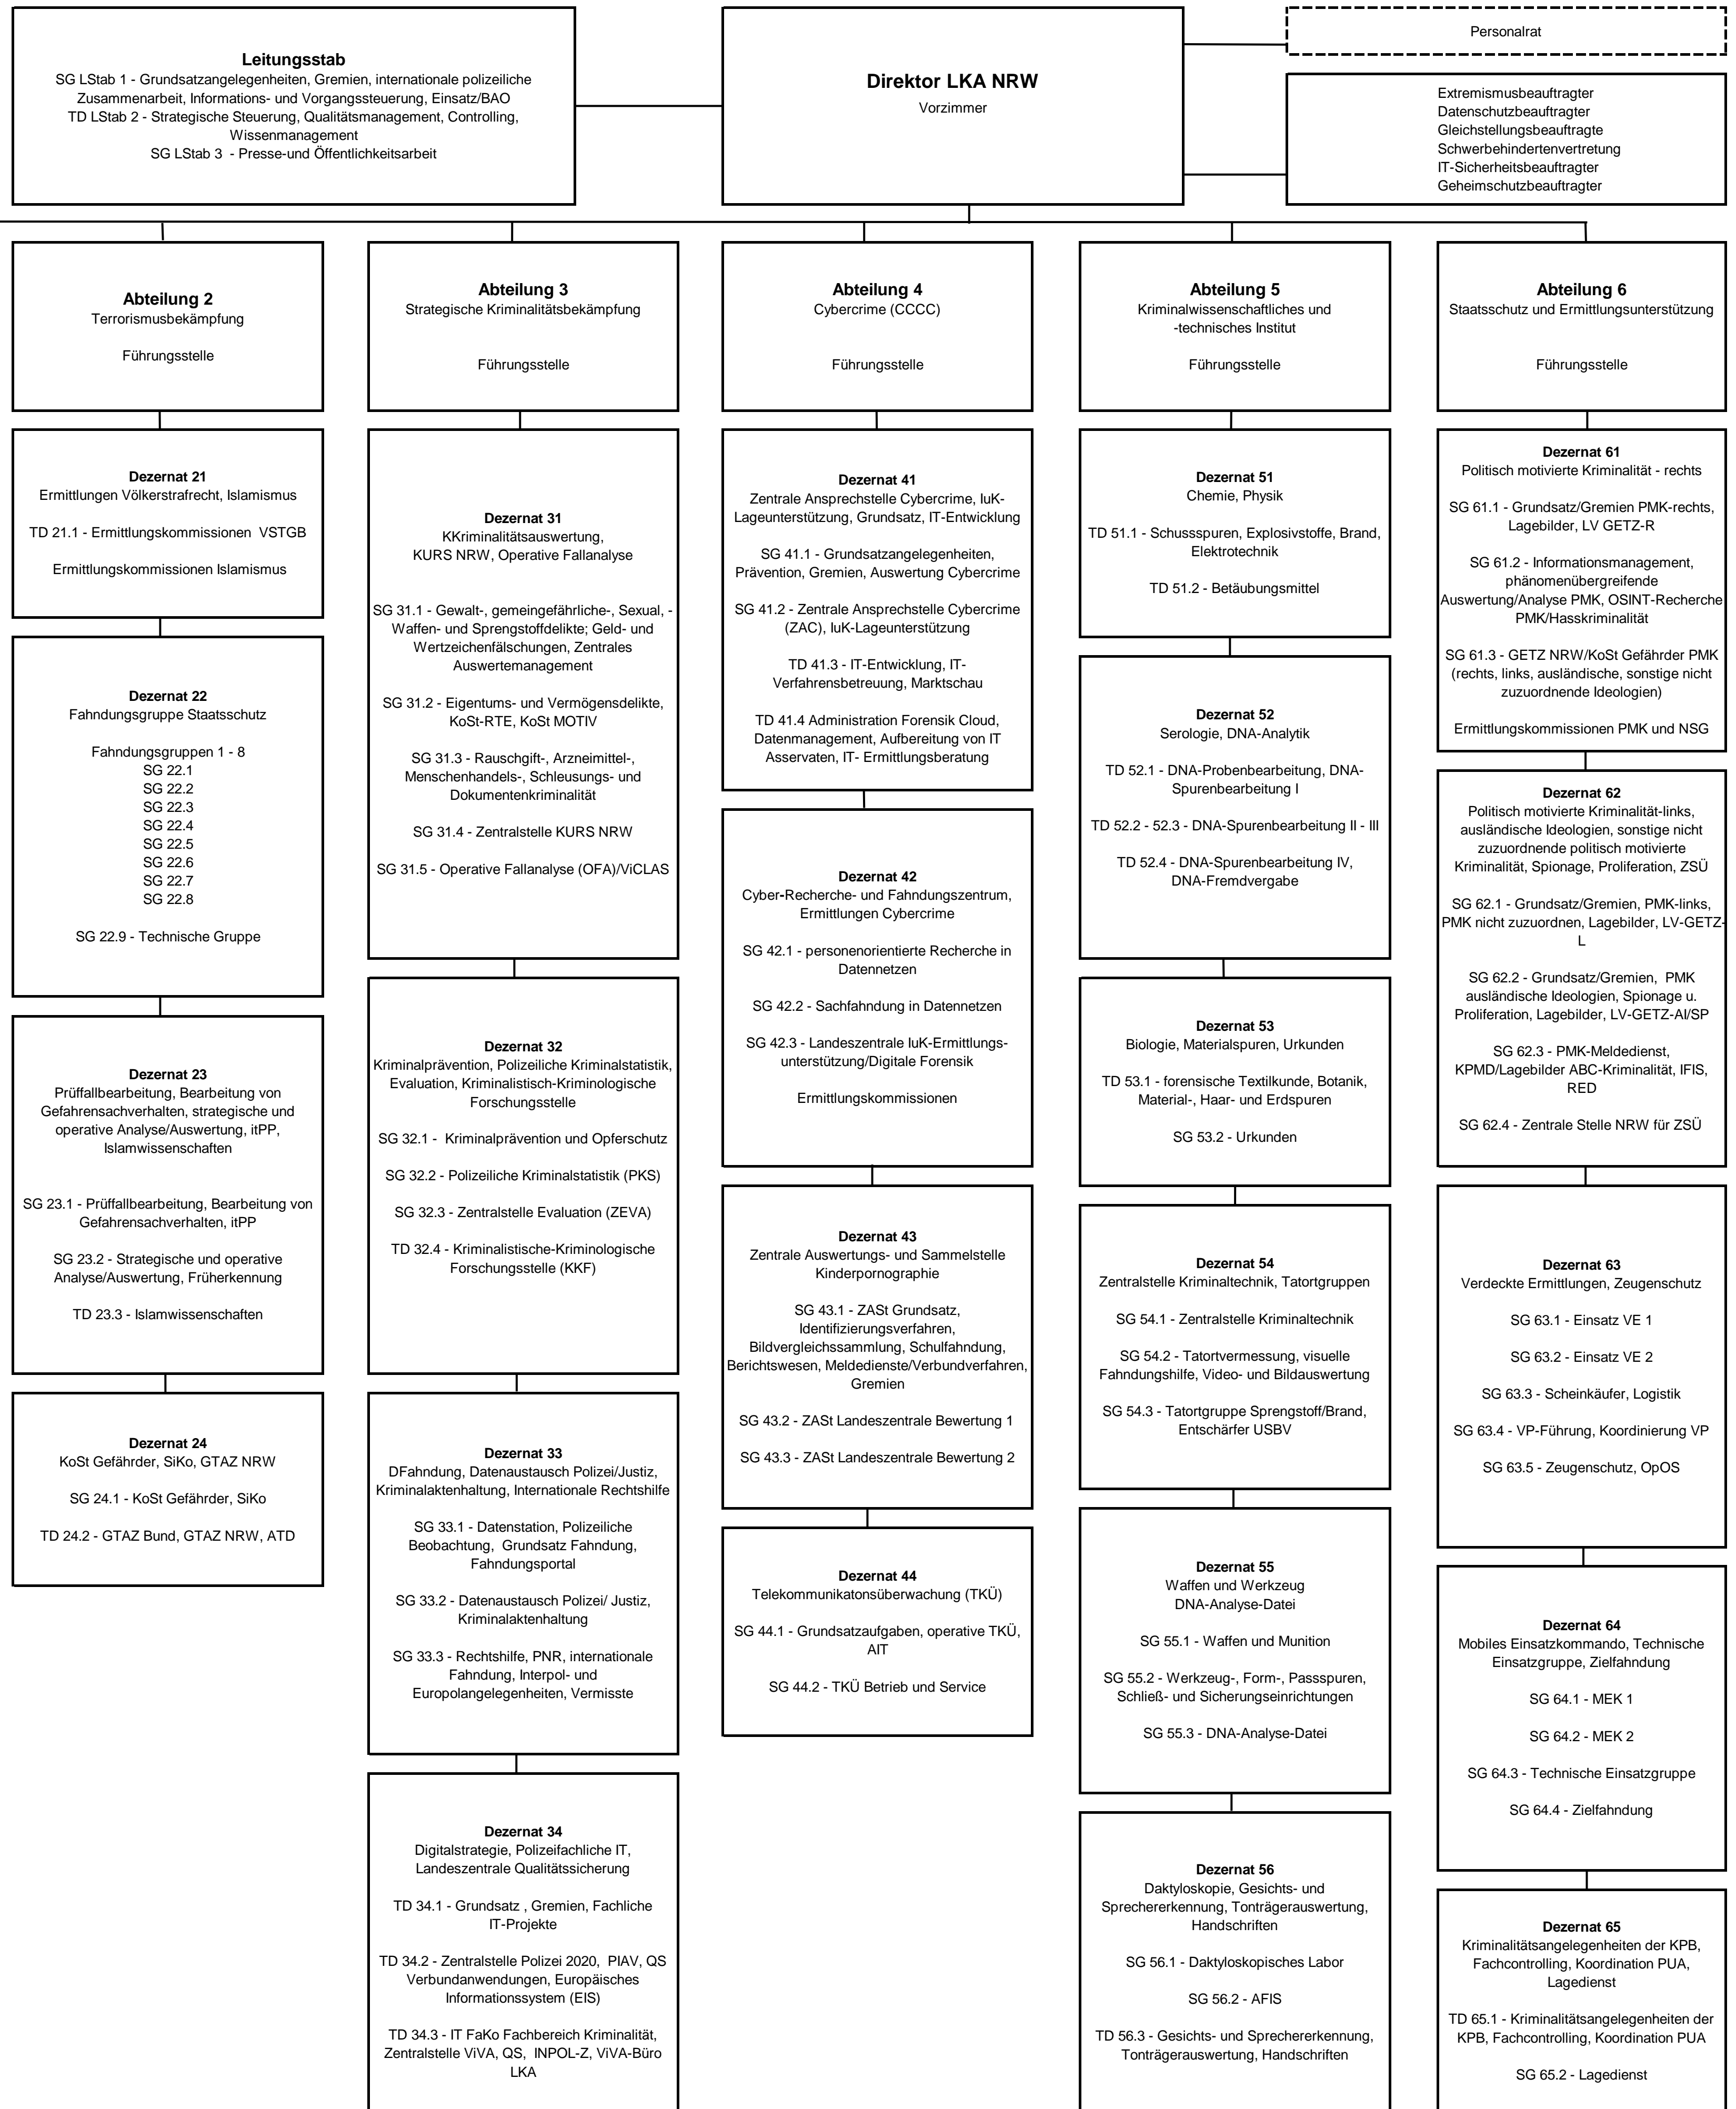 Leitungsstab
SG LStab 1 - Grundsatzangelegenheiten, Gremien, internationale polizeiliche
Zusammenarbeit, Informations- und Vorgangssteuerung, Einsatz/BAO
TD LStab 2 - Strategische Steuerung, Qualitätsmanagement, Controlling,
Wissenmanagement
SG LStab 3  - Presse-und Öffentlichkeitsarbeit
Direktor LKA NRW
Vorzimmer
Personalrat
Extremismusbeauftragter
Datenschutzbeauftragter
Gleichstellungsbeauftragte
Schwerbehindertenvertretung
IT-Sicherheitsbeauftragter
Geheimschutzbeauftragter
Abteilung 2
Terrorismusbekämpfung
Führungsstelle
Dezernat 21
Ermittlungen Völkerstrafrecht, Islamismus
TD 21.1 - Ermittlungskommissionen  VSTGB
Ermittlungskommissionen Islamismus
Dezernat 22
Fahndungsgruppe Staatsschutz
Fahndungsgruppen 1 - 8
SG 22.1
SG 22.2
SG 22.3
SG 22.4
SG 22.5
SG 22.6
SG 22.7
SG 22.8
SG 22.9 - Technische Gruppe
Dezernat 23
Prüffallbearbeitung, Bearbeitung von
Gefahrensachverhalten, strategische und
operative Analyse/Auswertung, itPP,
Islamwissenschaften
SG 23.1 - Prüffallbearbeitung, Bearbeitung von
Gefahrensachverhalten, itPP
SG 23.2 - Strategische und operative
Analyse/Auswertung, Früherkennung
TD 23.3 - Islamwissenschaften
Dezernat 24
KoSt Gefährder, SiKo, GTAZ NRW
SG 24.1 - KoSt Gefährder, SiKo
TD 24.2 - GTAZ Bund, GTAZ NRW, ATD
Abteilung 3
Strategische Kriminalitätsbekämpfung
Führungsstelle
Dezernat 31
KKriminalitätsauswertung,
KURS NRW, Operative Fallanalyse
SG 31.1 - Gewalt-, gemeingefährliche-, Sexual, -
Waffen- und Sprengstoffdelikte; Geld- und
Wertzeichenfälschungen, Zentrales
Auswertemanagement
SG 31.2 - Eigentums- und Vermögensdelikte,
KoSt-RTE, KoSt MOTIV
SG 31.3 - Rauschgift-, Arzneimittel-,
Menschenhandels-, Schleusungs- und
Dokumentenkriminalität
SG 31.4 - Zentralstelle KURS NRW
SG 31.5 - Operative Fallanalyse (OFA)/ViCLAS
Dezernat 32
Kriminalprävention, Polizeiliche Kriminalstatistik,
Evaluation, Kriminalistisch-Kriminologische
Forschungsstelle
SG 32.1 -  Kriminalprävention und Opferschutz
SG 32.2 - Polizeiliche Kriminalstatistik (PKS)
SG 32.3 - Zentralstelle Evaluation (ZEVA)
TD 32.4 - Kriminalistische-Kriminologische
Forschungsstelle (KKF)
Dezernat 33
DFahndung, Datenaustausch Polizei/Justiz,
Kriminalaktenhaltung, Internationale Rechtshilfe
SG 33.1 - Datenstation, Polizeiliche
Beobachtung,  Grundsatz Fahndung,
Fahndungsportal
SG 33.2 - Datenaustausch Polizei/ Justiz,
Kriminalaktenhaltung
SG 33.3 - Rechtshilfe, PNR, internationale
Fahndung, Interpol- und
Europolangelegenheiten, Vermisste
Dezernat 34
Digitalstrategie, Polizeifachliche IT,
Landeszentrale Qualitätssicherung
TD 34.1 - Grundsatz , Gremien, Fachliche
IT-Projekte
TD 34.2 - Zentralstelle Polizei 2020,  PIAV, QS
Verbundanwendungen, Europäisches
Informationssystem (EIS)
TD 34.3 - IT FaKo Fachbereich Kriminalität,
Zentralstelle ViVA, QS,  INPOL-Z, ViVA-Büro
LKA
Abteilung 4
Cybercrime (CCCC)
Führungsstelle
Dezernat 41
Zentrale Ansprechstelle Cybercrime, IuK-
Lageunterstützung, Grundsatz, IT-Entwicklung
SG 41.1 - Grundsatzangelegenheiten,
Prävention, Gremien, Auswertung Cybercrime
SG 41.2 - Zentrale Ansprechstelle Cybercrime
(ZAC), IuK-Lageunterstützung
TD 41.3 - IT-Entwicklung, IT-
Verfahrensbetreuung, Marktschau
TD 41.4 Administration Forensik Cloud,
Datenmanagement, Aufbereitung von IT
Asservaten, IT- Ermittlungsberatung
Dezernat 42
Cyber-Recherche- und Fahndungszentrum,
Ermittlungen Cybercrime
SG 42.1 - personenorientierte Recherche in
Datennetzen
SG 42.2 - Sachfahndung in Datennetzen
SG 42.3 - Landeszentrale IuK-Ermittlungs-
unterstützung/Digitale Forensik
Ermittlungskommissionen
Dezernat 43
Zentrale Auswertungs- und Sammelstelle
Kinderpornographie
SG 43.1 - ZASt Grundsatz,
Identifizierungsverfahren,
Bildvergleichssammlung, Schulfahndung,
Berichtswesen, Meldedienste/Verbundverfahren,
Gremien
SG 43.2 - ZASt Landeszentrale Bewertung 1
SG 43.3 - ZASt Landeszentrale Bewertung 2
Dezernat 44
Telekommunikatonsüberwachung (TKÜ)
SG 44.1 - Grundsatzaufgaben, operative TKÜ,
AIT
SG 44.2 - TKÜ Betrieb und Service
Abteilung 5
Kriminalwissenschaftliches und
-technisches Institut
Führungsstelle
Dezernat 51
Chemie, Physik
TD 51.1 - Schussspuren, Explosivstoffe, Brand,
Elektrotechnik
TD 51.2 - Betäubungsmittel
Dezernat 52
Serologie, DNA-Analytik
TD 52.1 - DNA-Probenbearbeitung, DNA-
Spurenbearbeitung I
TD 52.2 - 52.3 - DNA-Spurenbearbeitung II - III
TD 52.4 - DNA-Spurenbearbeitung IV,
DNA-Fremdvergabe
Dezernat 53
Biologie, Materialspuren, Urkunden
TD 53.1 - forensische Textilkunde, Botanik,
Material-, Haar- und Erdspuren
SG 53.2 - Urkunden
Dezernat 54
Zentralstelle Kriminaltechnik, Tatortgruppen
SG 54.1 - Zentralstelle Kriminaltechnik
SG 54.2 - Tatortvermessung, visuelle
Fahndungshilfe, Video- und Bildauswertung
SG 54.3 - Tatortgruppe Sprengstoff/Brand,
Entschärfer USBV
Dezernat 55
Waffen und Werkzeug
DNA-Analyse-Datei
SG 55.1 - Waffen und Munition
SG 55.2 - Werkzeug-, Form-, Passspuren,
Schließ- und Sicherungseinrichtungen
SG 55.3 - DNA-Analyse-Datei
Dezernat 56
Daktyloskopie, Gesichts- und
Sprechererkennung, Tonträgerauswertung,
Handschriften
SG 56.1 - Daktyloskopisches Labor
SG 56.2 - AFIS
TD 56.3 - Gesichts- und Sprechererkennung,
Tonträgerauswertung, Handschriften
Abteilung 6
Staatsschutz und Ermittlungsunterstützung
Führungsstelle
Dezernat 61
Politisch motivierte Kriminalität - rechts
SG 61.1 - Grundsatz/Gremien PMK-rechts,
Lagebilder, LV GETZ-R
SG 61.2 - Informationsmanagement,
phänomenübergreifende
Auswertung/Analyse PMK, OSINT-Recherche
PMK/Hasskriminalität
SG 61.3 - GETZ NRW/KoSt Gefährder PMK
(rechts, links, ausländische, sonstige nicht
zuzuordnende Ideologien)
Ermittlungskommissionen PMK und NSG
Dezernat 62
Politisch motivierte Kriminalität-links,
ausländische Ideologien, sonstige nicht
zuzuordnende politisch motivierte
Kriminalität, Spionage, Proliferation, ZSÜ
SG 62.1 - Grundsatz/Gremien, PMK-links,
PMK nicht zuzuordnen, Lagebilder, LV-GETZ-
L
SG 62.2 - Grundsatz/Gremien,  PMK
ausländische Ideologien, Spionage u.
Proliferation, Lagebilder, LV-GETZ-AI/SP
SG 62.3 - PMK-Meldedienst,
KPMD/Lagebilder ABC-Kriminalität, IFIS,
RED
SG 62.4 - Zentrale Stelle NRW für ZSÜ
Dezernat 63
Verdeckte Ermittlungen, Zeugenschutz
SG 63.1 - Einsatz VE 1
SG 63.2 - Einsatz VE 2
SG 63.3 - Scheinkäufer, Logistik
SG 63.4 - VP-Führung, Koordinierung VP
SG 63.5 - Zeugenschutz, OpOS
Dezernat 64
Mobiles Einsatzkommando, Technische
Einsatzgruppe, Zielfahndung
SG 64.1 - MEK 1
SG 64.2 - MEK 2
SG 64.3 - Technische Einsatzgruppe
SG 64.4 - Zielfahndung
Dezernat 65
Kriminalitätsangelegenheiten der KPB,
Fachcontrolling, Koordination PUA,
Lagedienst
TD 65.1 - Kriminalitätsangelegenheiten der
KPB, Fachcontrolling, Koordination PUA
SG 65.2 - Lagedienst